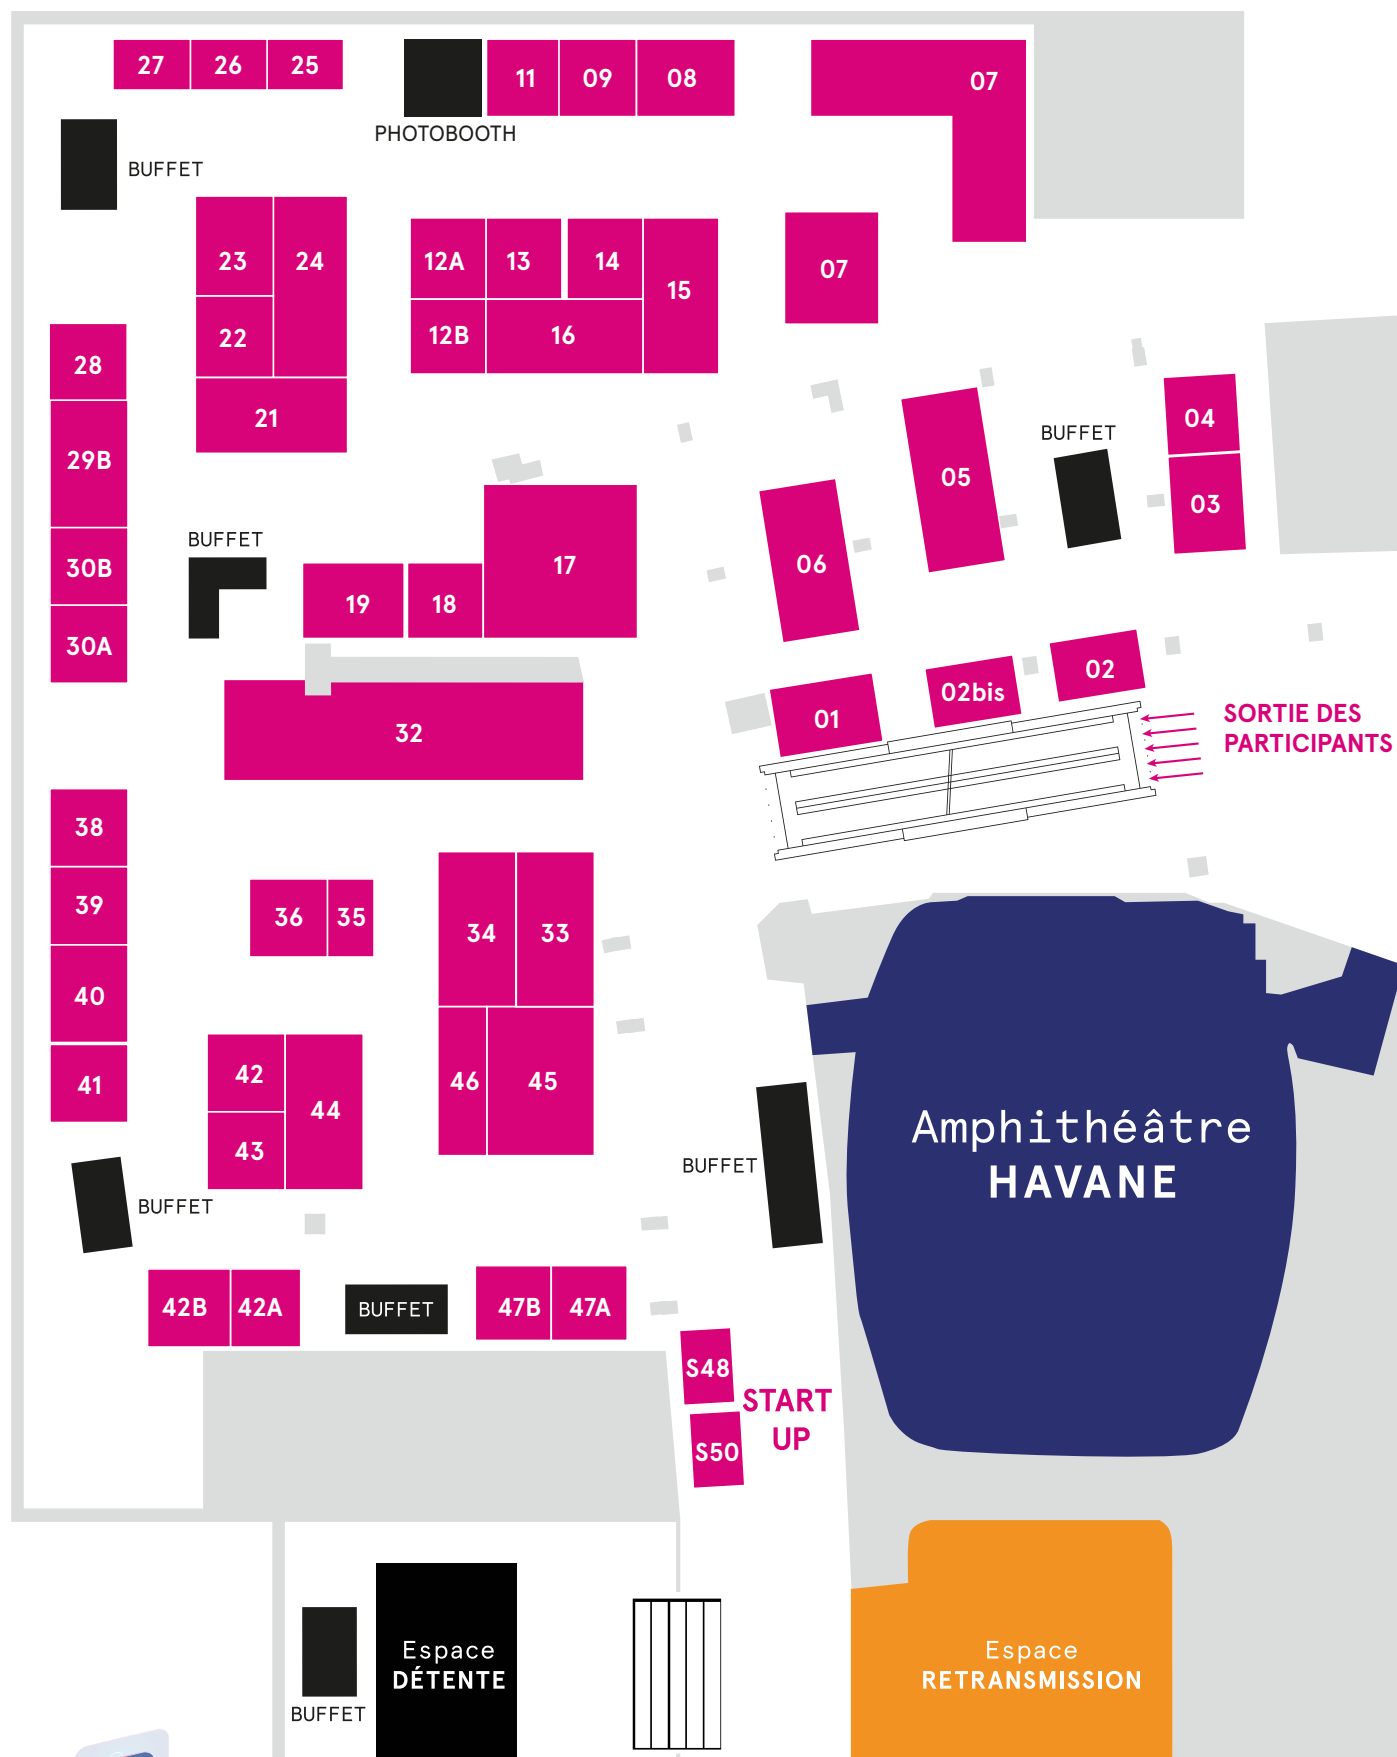 27 26 25
11 09 08
07
PHOTOBOOTH
BUFFET
23 24
12A 13 14
15
07
22
12B 16
28
21
04
BUFFET
29B
05
03
BUFFET
30B
17
06
19 18
30A
02
02bis
01
SORTIE DES
PARTICIPANTS
32
38
39
36 35
34 33
40
42
44
46 45
41
43
Amphithéâtre
HAVANE
BUFFET
BUFFET
42B 42A
BUFFET
47B 47A
S48
START
UP
S50
Espace
DÉTENTE
BUFFET
Espace
RETRANSMISSION